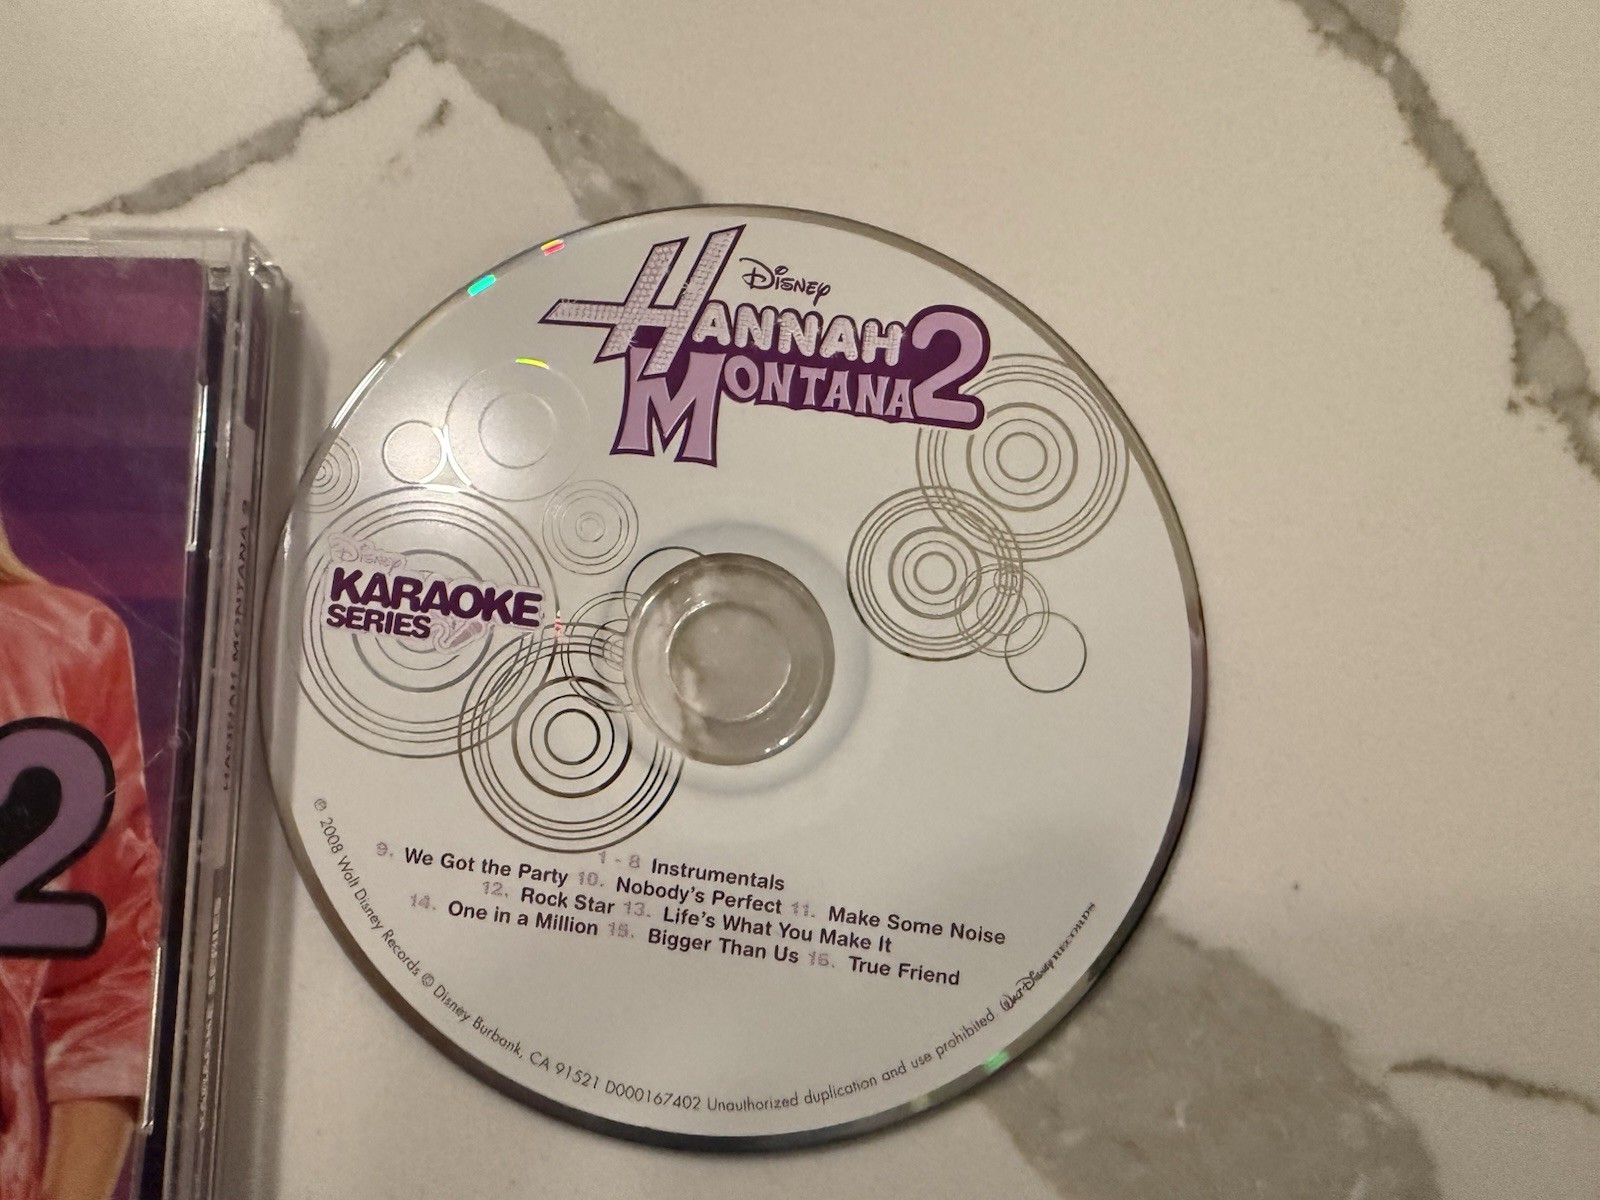 DISNEY
HANNAH
MONTANA 2
DISNEY
KARAOKE
SERIES
1 - 8 Instrumentals
9. We Got the Party 10. Nobody's Perfect 11. Make Some Noise
12. Rock Star 13. Life's What You Make It
14. One in a Million 15. Bigger Than Us 16. True Friend
© 2008 Walt Disney Records © Disney Burbank, CA 91521 D000167402 Unauthorized duplication and use prohibited WALT DISNEY RECORDS
2
HANNAH MONTANA 2